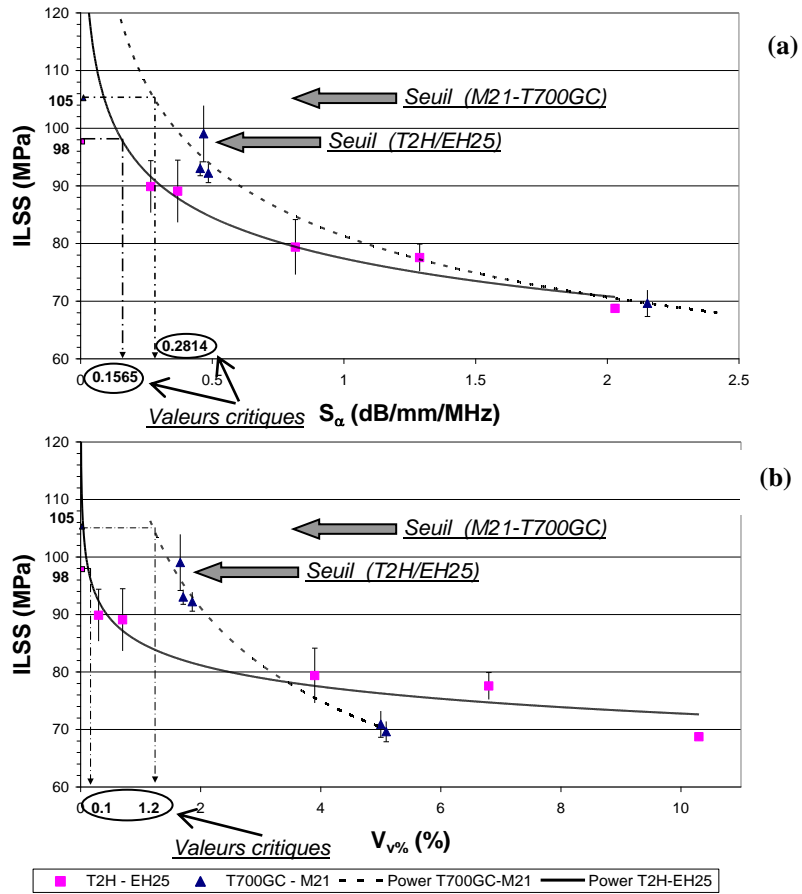 120
110
105
100
98
90
80
70
60
ILSS (MPa)
(a)
Seuil (M21-T700GC)
Seuil (T2H/EH25)
0.2814
0.1565
0
0.5
1
1.5
2
2.5
Valeurs critiques
Sα (dB/mm/MHz)
120
110
105
100
98
90
80
70
60
ILSS (MPa)
(b)
Seuil (M21-T700GC)
Seuil (T2H/EH25)
0
2
4
6
8
10
0.1 1.2
Valeurs critiques
Vv% (%)
T2H - EH25 T700GC - M21 Power T700GC-M21 Power T2H-EH25